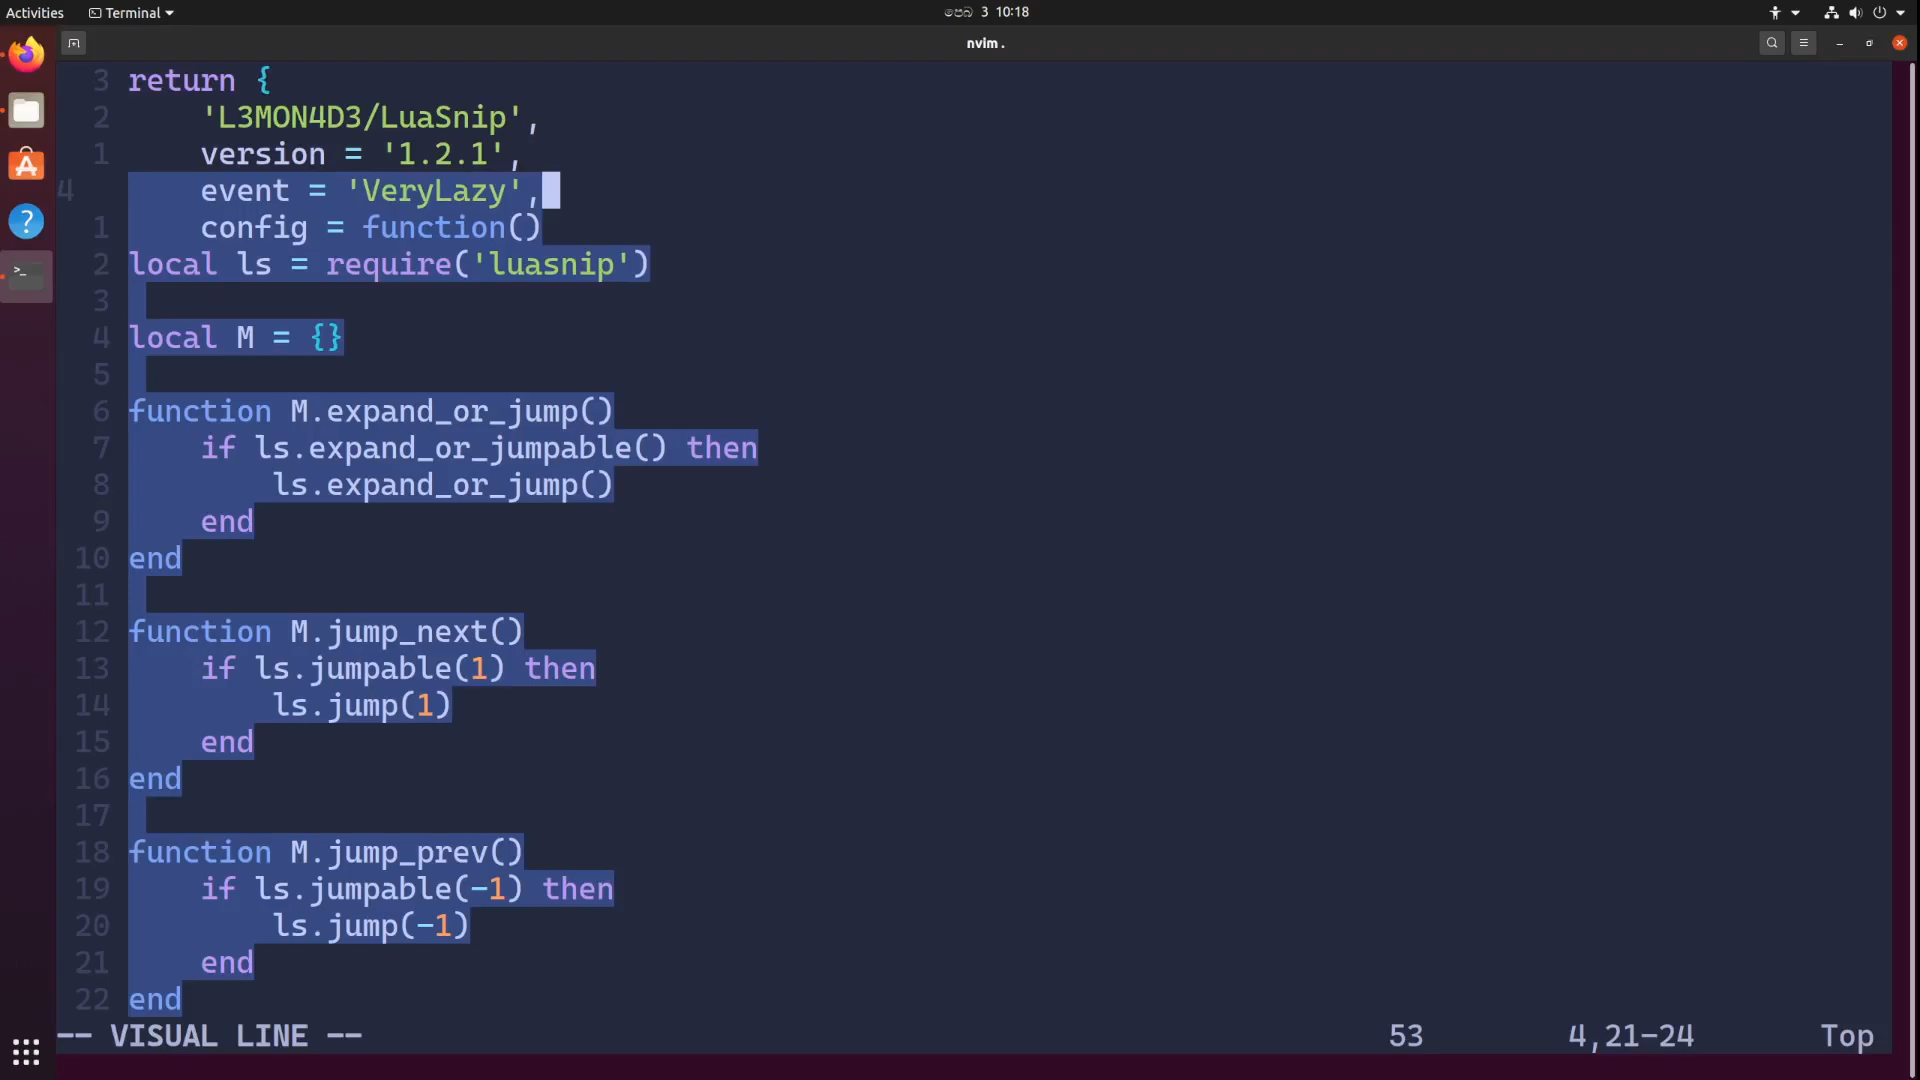 Activities Terminal පෙබ 3 10:18
nvim .
3 return {
2 'L3MON4D3/LuaSnip',
1 version = '1.2.1',
4 event = 'VeryLazy',
1 config = function()
2 local ls = require('luasnip')
3
4 local M = {}
5
6 function M.expand_or_jump()
7 if ls.expand_or_jumpable() then
8 ls.expand_or_jump()
9 end
10 end
11
12 function M.jump_next()
13 if ls.jumpable(1) then
14 ls.jump(1)
15 end
16 end
17
18 function M.jump_prev()
19 if ls.jumpable(-1) then
20 ls.jump(-1)
21 end
22 end
-- VISUAL LINE -- 53 4,21-24 Top